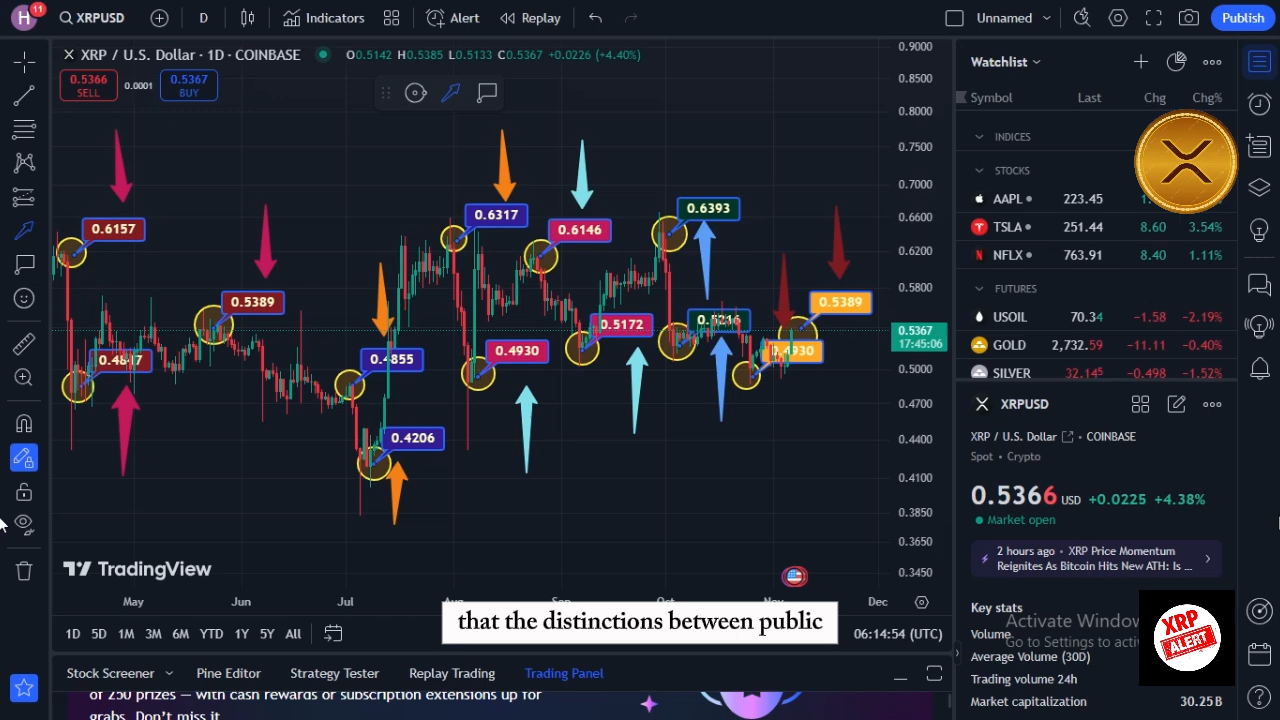 H 11 XRPUSD D Indicators Alert Replay Unnamed Publish
XRP / U.S. Dollar · 1D · COINBASE O0.5142 H0.5385 L0.5133 C0.5367 +0.0226 (+4.40%)
0.5366 SELL 0.0001 0.5367 BUY
0.9000
0.8500
0.8000
0.7500
0.7000
0.6600
0.6200
0.5800
0.5367
17:45:06
0.5000
0.4700
0.4400
0.4100
0.3850
0.3650
0.3450
0.6157
0.5389
0.4847
0.4855
0.4206
0.6317
0.6146
0.4930
0.5172
0.6393
0.5216
0.5389
0.4930
TradingView
May Jun Jul Aug Sep Oct Nov Dec
that the distinctions between public
1D 5D 1M 3M 6M YTD 1Y 5Y All 06:14:54 (UTC)
Stock Screener Pine Editor Strategy Tester Replay Trading Trading Panel
of 250 prizes — with cash rewards or subscription extensions up for
grabs. Don't miss it
Watchlist
Symbol Last Chg Chg%
INDICES
STOCKS
AAPL 223.45
TSLA 251.44 8.60 3.54%
NFLX 763.91 8.40 1.11%
FUTURES
USOIL 70.34 −1.58 −2.19%
GOLD 2,732.59 −11.11 −0.40%
SILVER 32.145 −0.498 −1.52%
XRPUSD
XRP / U.S. Dollar • COINBASE
Spot • Crypto
0.5366 USD +0.0225 +4.38%
Market open
2 hours ago • XRP Price Momentum
Reignites As Bitcoin Hits New ATH: Is ...
Key stats
Activate Windows
Volume
Go to Settings to activ
Average Volume (30D)
Trading volume 24h
Market capitalization 30.25B
XRP
ALERT